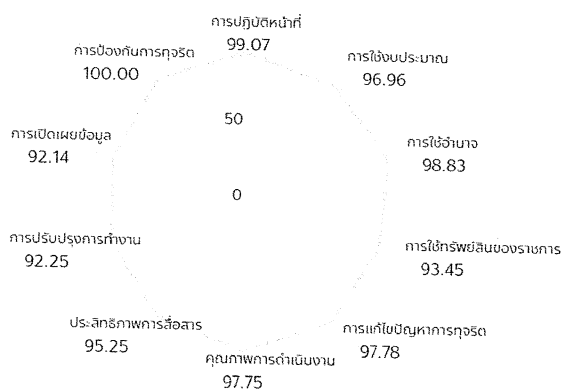 การปฏิบัติหน้าที่
99.07
การใช้งบประมาณ
96.96
การใช้อำนาจ
98.83
การใช้ทรัพย์สินของราชการ
93.45
การแก้ไขปัญหาการทุจริต
97.78
คุณภาพการดำเนินงาน
97.75
ประสิทธิภาพการสื่อสาร
95.25
การปรับปรุงการทำงาน
92.25
การเปิดเผยข้อมูล
92.14
การป้องกันการทุจริต
100.00
50
0